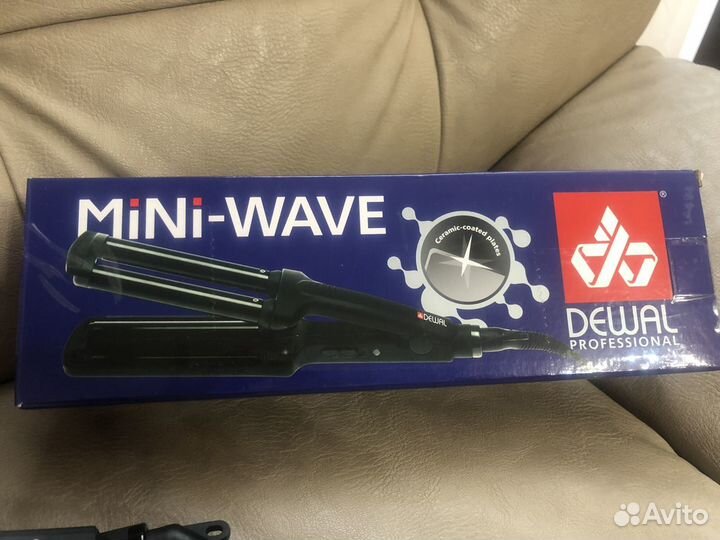 MiNi-WAVE
Ceramic-coated plates
®
DEWAL
DEWAL
PROFESSIONAL
Avito